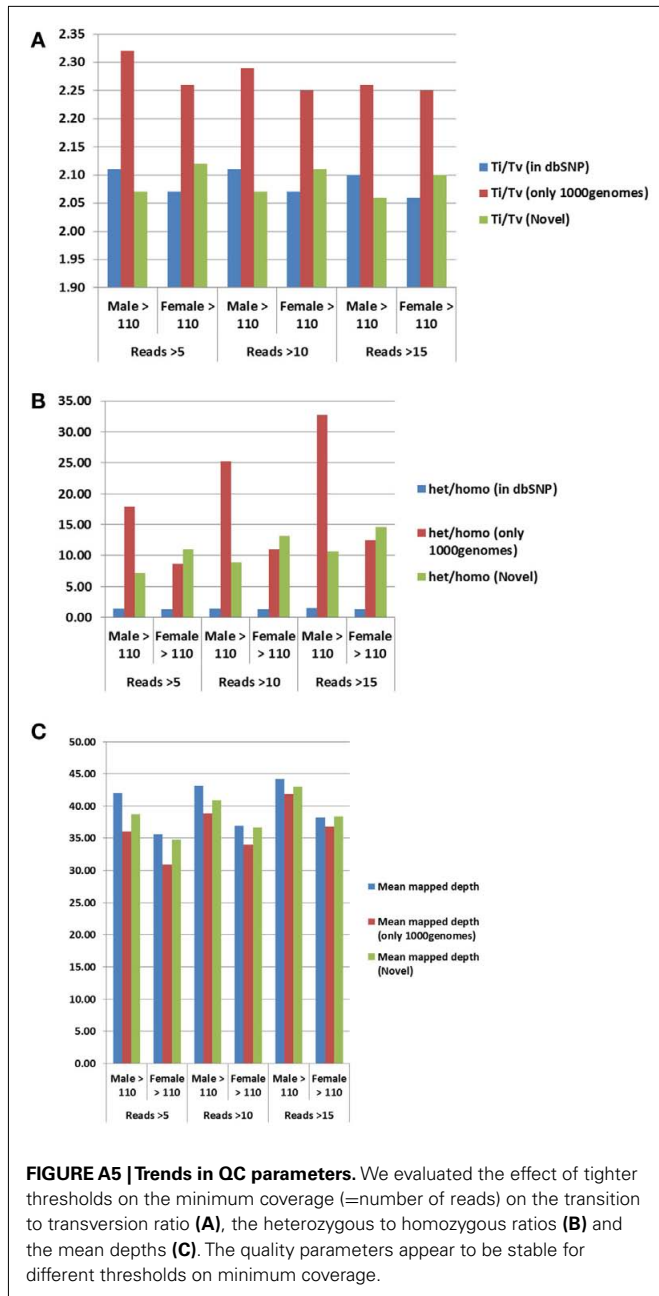 A
2.35
2.30
2.25
2.20
2.15
2.10
2.05
2.00
1.95
1.90
Male > 110 Female > 110 Male > 110 Female > 110 Male > 110 Female > 110
Reads >5 Reads >10 Reads >15
Ti/Tv (in dbSNP)
Ti/Tv (only 1000genomes)
Ti/Tv (Novel)
B
35.00
30.00
25.00
20.00
15.00
10.00
5.00
0.00
Male > 110 Female > 110 Male > 110 Female > 110 Male > 110 Female > 110
Reads >5 Reads >10 Reads >15
het/homo (in dbSNP)
het/homo (only
1000genomes)
het/homo (Novel)
C
50.00
45.00
40.00
35.00
30.00
25.00
20.00
15.00
10.00
5.00
0.00
Male > 110 Female > 110 Male > 110 Female > 110 Male > 110 Female > 110
Reads >5 Reads >10 Reads >15
Mean mapped depth
Mean mapped depth
(only 1000genomes)
Mean mapped depth
(Novel)
FIGURE A5 | Trends in QC parameters. We evaluated the effect of tighter
thresholds on the minimum coverage (=number of reads) on the transition
to transversion ratio (A), the heterozygous to homozygous ratios (B) and
the mean depths (C). The quality parameters appear to be stable for
different thresholds on minimum coverage.